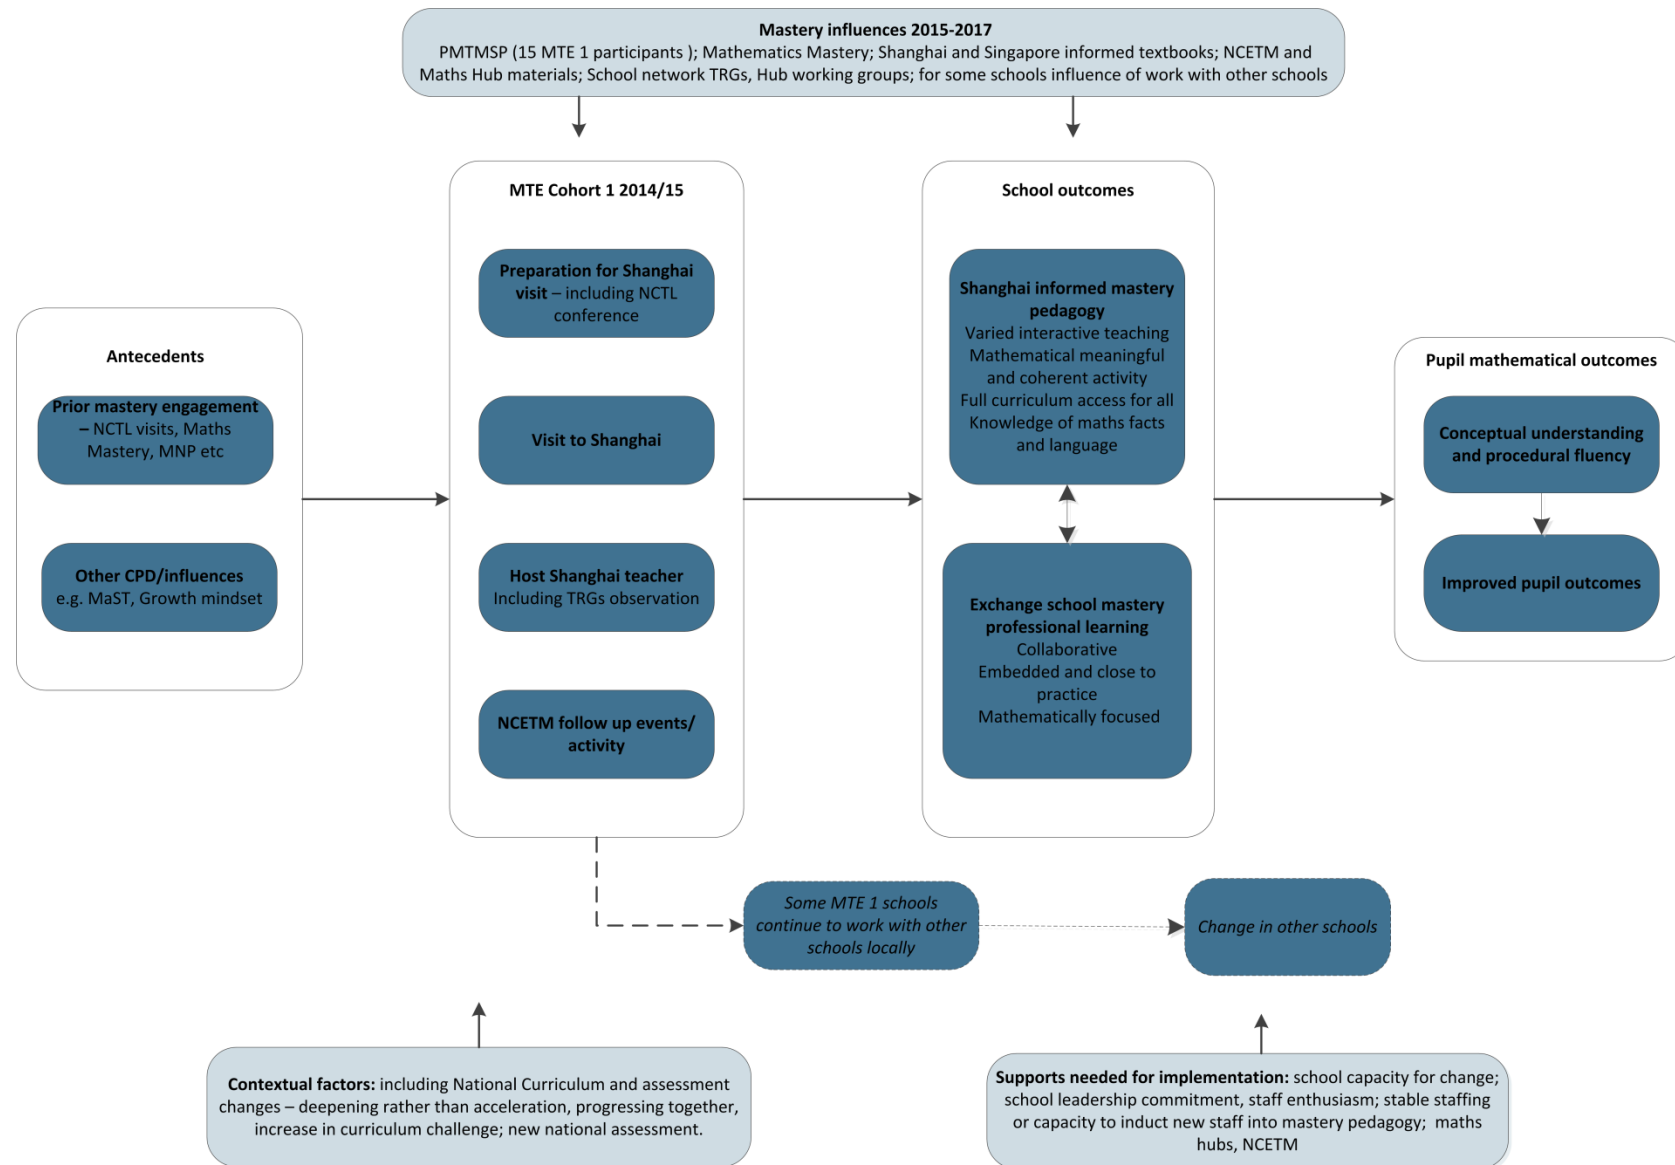 Mastery influences 2015-2017
PMTMSP (15 MTE 1 participants ); Mathematics Mastery; Shanghai and Singapore informed textbooks; NCETM and
Maths Hub materials; School network TRGs, Hub working groups; for some schools influence of work with other schools
Antecedents
Prior mastery engagement
– NCTL visits, Maths
Mastery, MNP etc
Other CPD/influences
e.g. MaST, Growth mindset
MTE Cohort 1 2014/15
Preparation for Shanghai
visit – including NCTL
conference
Visit to Shanghai
Host Shanghai teacher
Including TRGs observation
NCETM follow up events/
activity
School outcomes
Shanghai informed mastery
pedagogy
Varied interactive teaching
Mathematical meaningful
and coherent activity
Full curriculum access for all
Knowledge of maths facts
and language
Exchange school mastery
professional learning
Collaborative
Embedded and close to
practice
Mathematically focused
Pupil mathematical outcomes
Conceptual understanding
and procedural fluency
Improved pupil outcomes
Some MTE 1 schools
continue to work with other
schools locally
Change in other schools
Contextual factors: including National Curriculum and assessment
changes – deepening rather than acceleration, progressing together,
increase in curriculum challenge; new national assessment.
Supports needed for implementation: school capacity for change;
school leadership commitment, staff enthusiasm; stable staffing
or capacity to induct new staff into mastery pedagogy; maths
hubs, NCETM